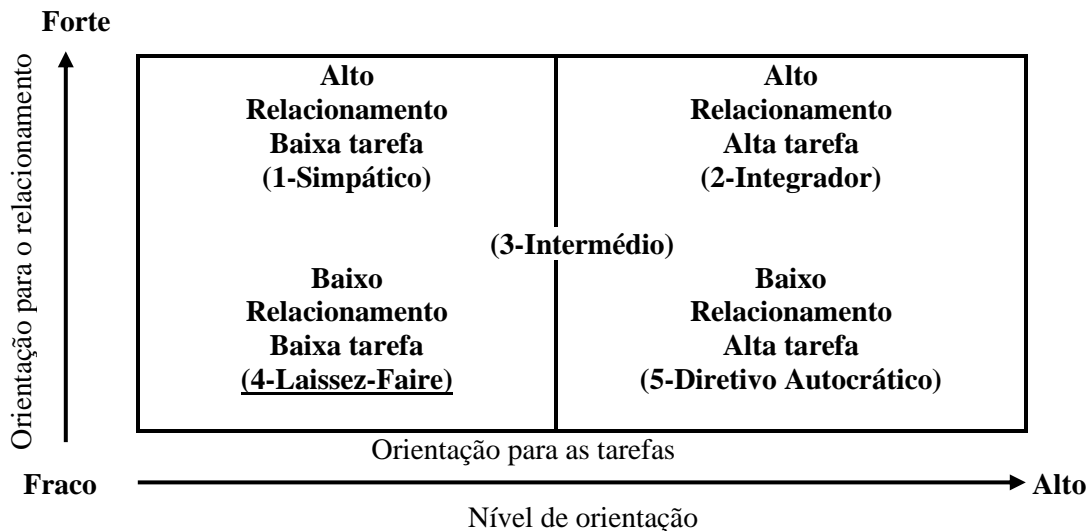 Forte
Orientação para o relacionamento
Alto
Relacionamento
Baixa tarefa
(1-Simpático)
Alto
Relacionamento
Alta tarefa
(2-Integrador)
(3-Intermédio)
Baixo
Relacionamento
Baixa tarefa
(4-Laissez-Faire)
Baixo
Relacionamento
Alta tarefa
(5-Diretivo Autocrático)
Orientação para as tarefas
Fraco
Alto
Nível de orientação